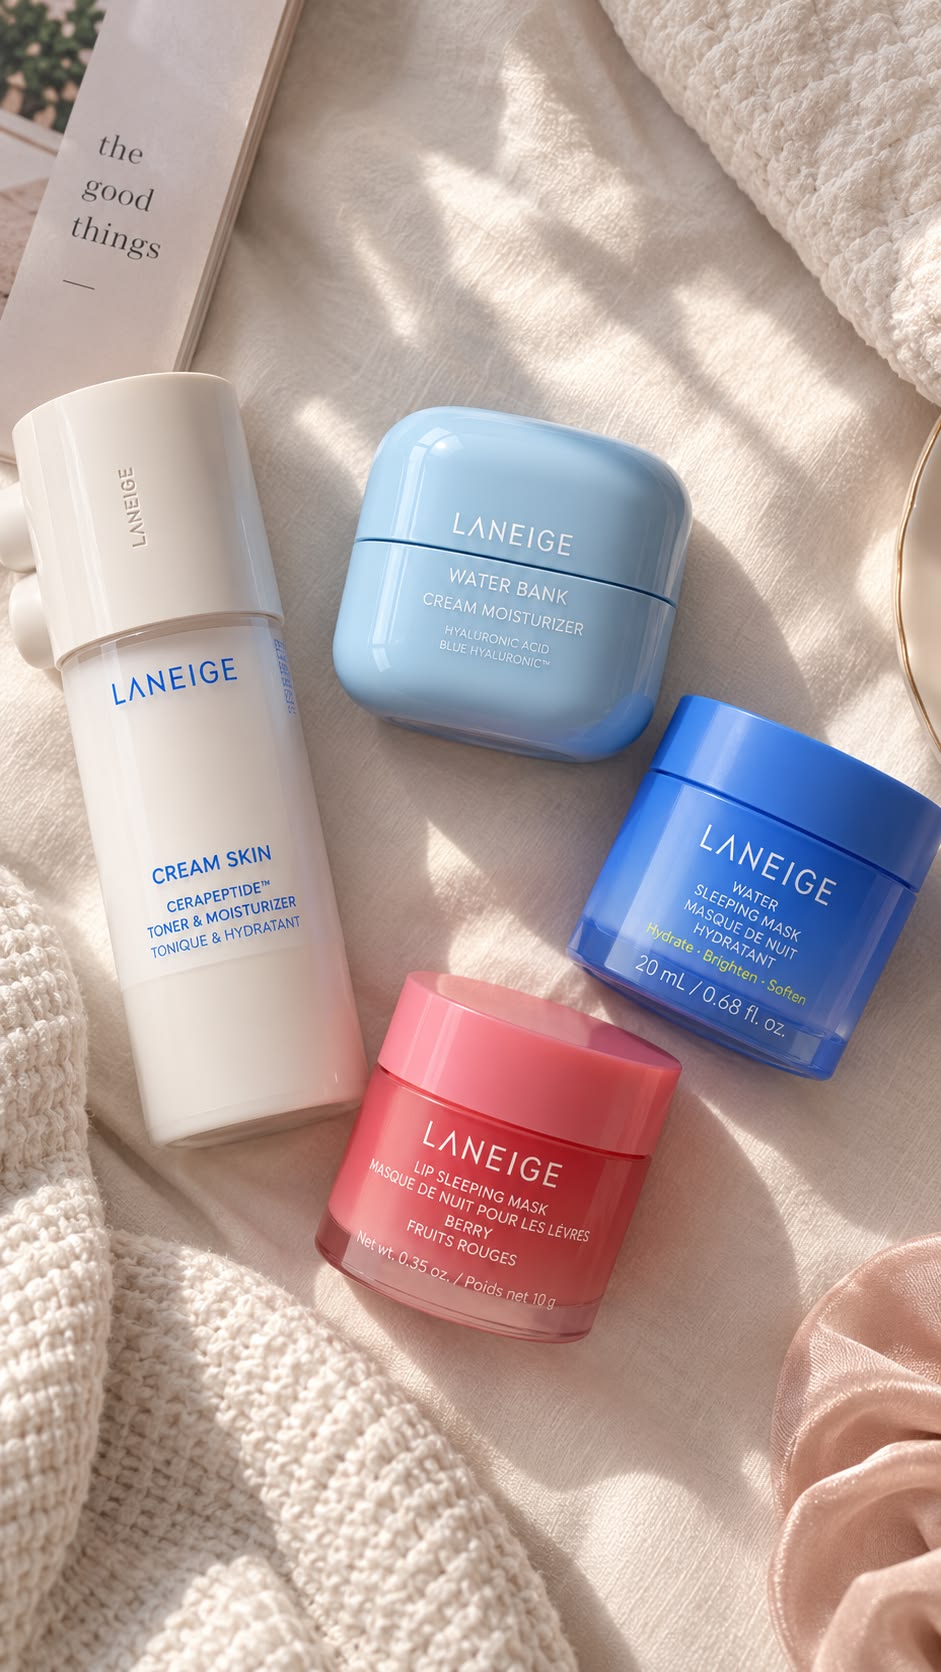 the
good
things
LANEIGE
LANEIGE
CREAM SKIN
CERAPEPTIDE™
TONER & MOISTURIZER
TONIQUE & HYDRATANT
LANEIGE
WATER BANK
CREAM MOISTURIZER
HYALURONIC ACID
BLUE HYALURONIC™
LANEIGE
WATER
SLEEPING MASK
MASQUE DE NUIT
HYDRATANT
Hydrate · Brighten · Soften
20 mL / 0.68 fl. oz.
LANEIGE
LIP SLEEPING MASK
MASQUE DE NUIT POUR LES LÉVRES
BERRY
FRUITS ROUGES
Net wt. 0.35 oz. / Poids net 10 g